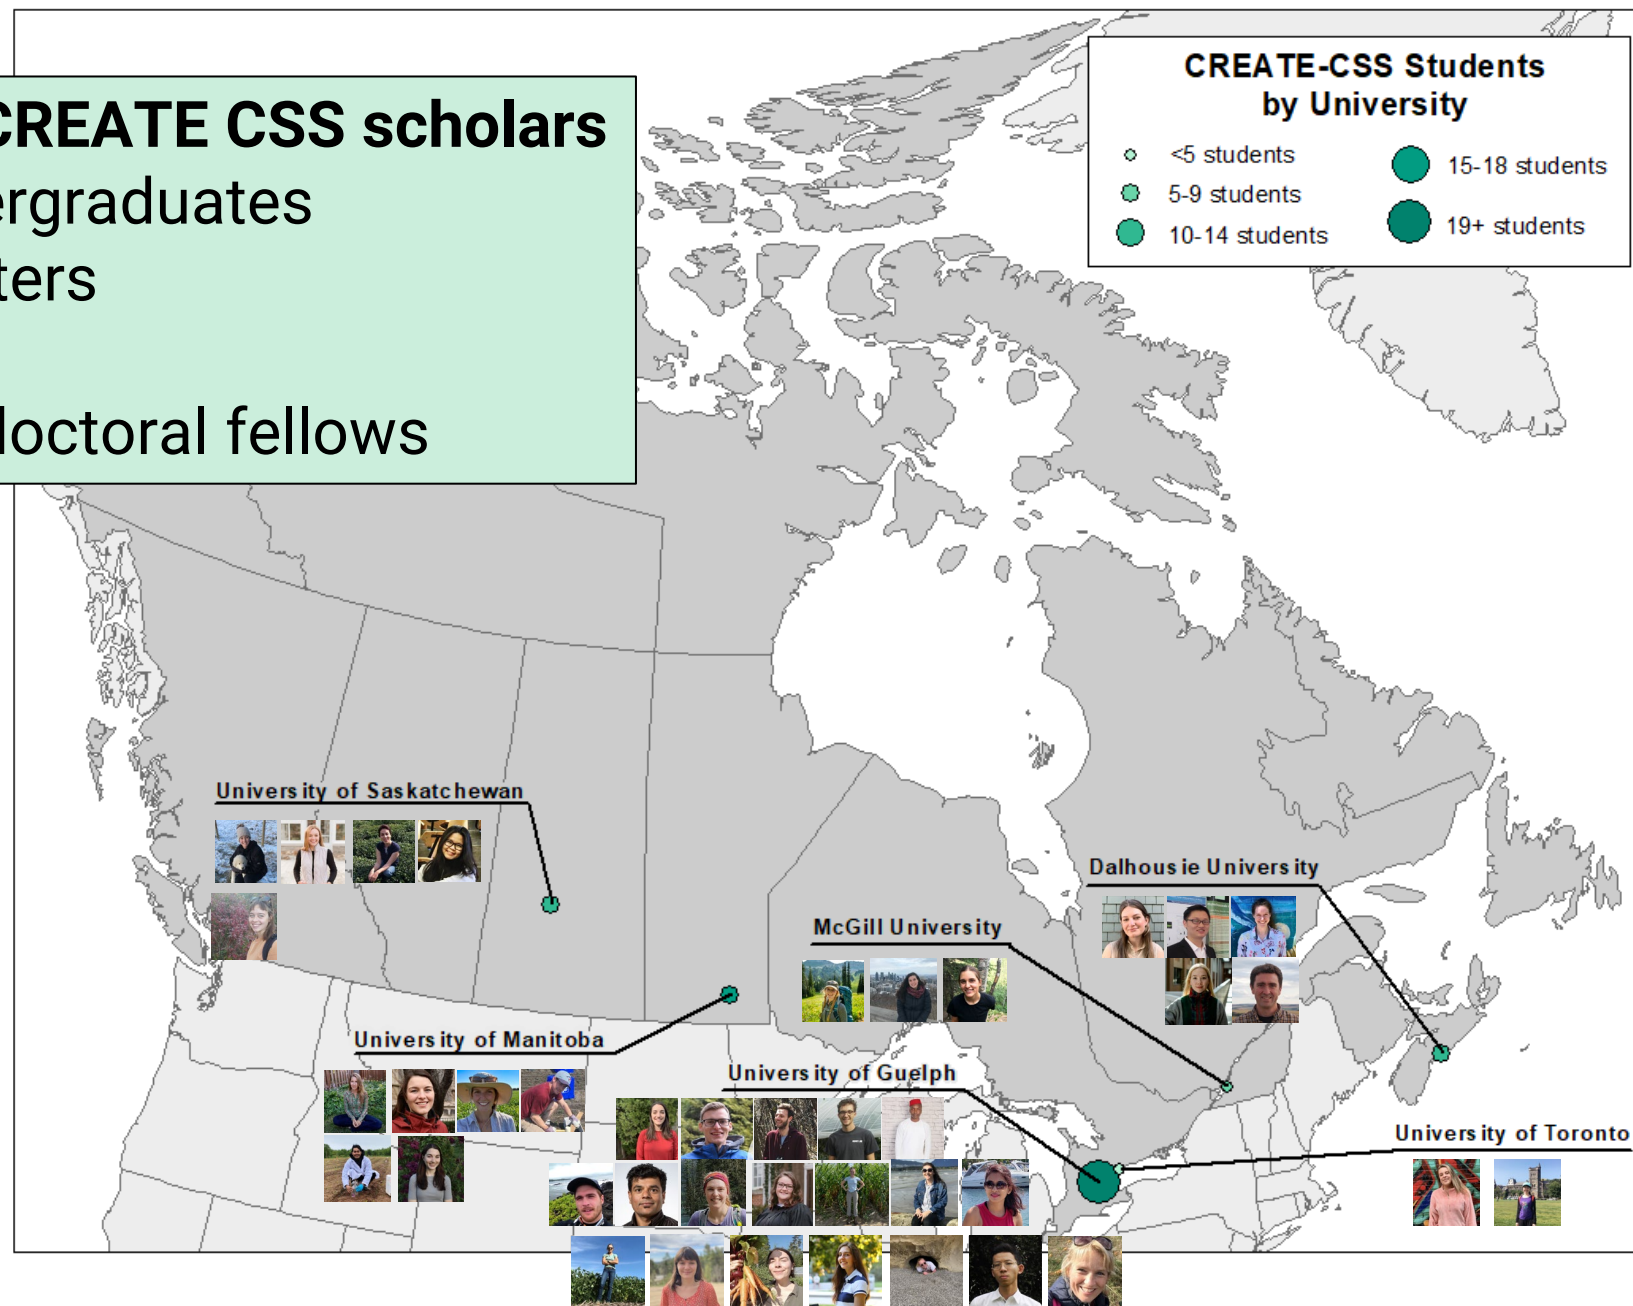 CREATE CSS scholars
ergraduates
ters
loctoral fellows
CREATE-CSS Students
by University
<5 students
5-9 students
10-14 students
15-18 students
19+ students
University of Saskatchewan
Dalhousie University
McGill University
University of Manitoba
University of Guelph
University of Toronto